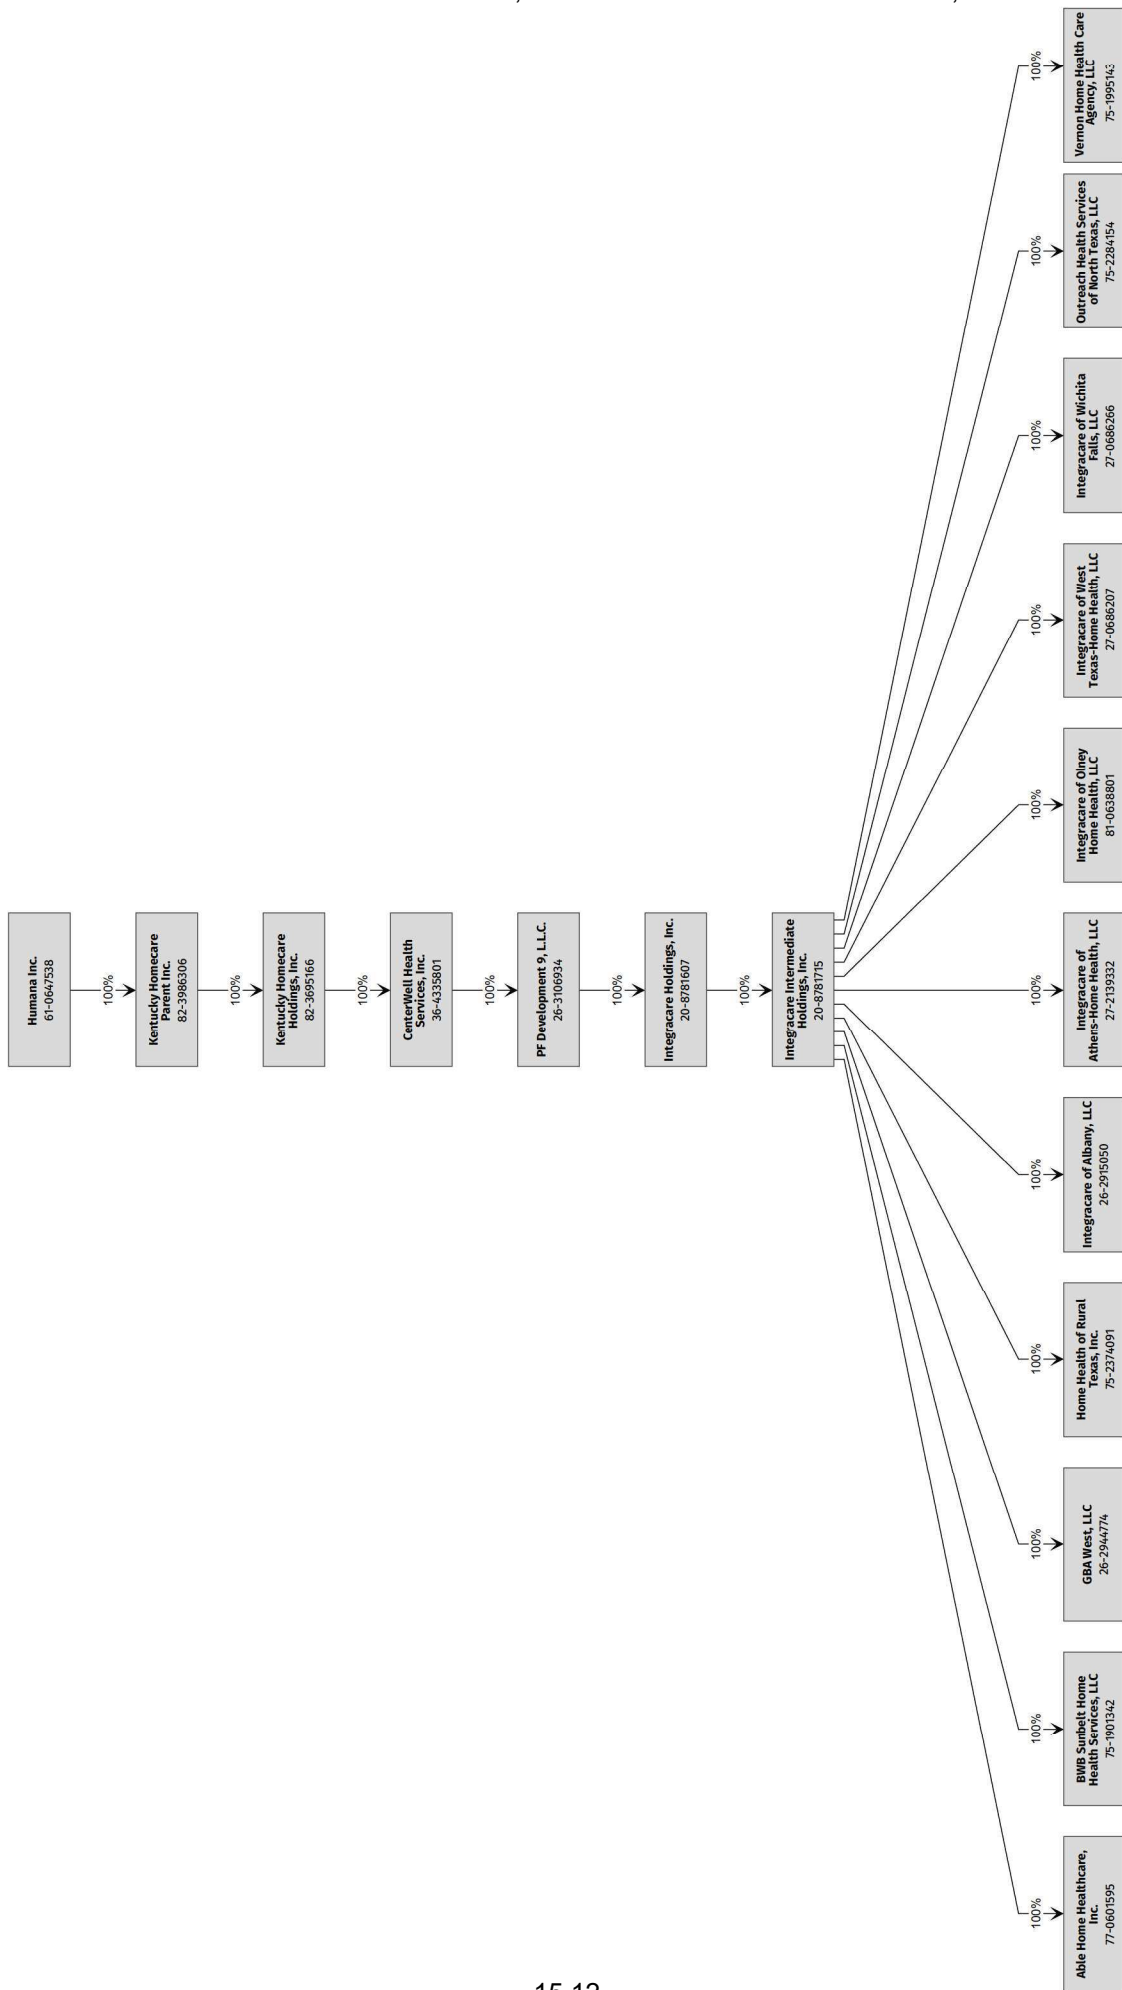 Humana Inc.
61-0647538
100%
Kentucky Homecare
Parent Inc.
82-3986306
100%
Kentucky Homecare
Holdings, Inc.
82-3695166
100%
CenterWell Health
Services, Inc.
36-4335801
100%
PF Development 9, L.L.C.
26-3106934
100%
Integracare Holdings, Inc.
20-8781607
100%
Integracare Intermediate
Holdings, Inc.
20-8781715
100%
Able Home Healthcare,
Inc.
77-0601595
100%
BWB Sunbelt Home
Health Services, LLC
75-1901342
100%
GBA West, LLC
26-2944774
100%
Home Health of Rural
Texas, Inc.
75-2374091
100%
Integracare of Albany, LLC
26-2915050
100%
Integracare of
Athens-Home Health, LLC
27-2139332
100%
Integracare of Olney
Home Health, LLC
81-0638801
100%
Integracare of West
Texas-Home Health, LLC
27-0686207
100%
Integracare of Wichita
Falls, LLC
27-0686266
100%
Outreach Health Services
of North Texas, LLC
75-2284154
100%
Vernon Home Health Care
Agency, LLC
75-1995143
15.12